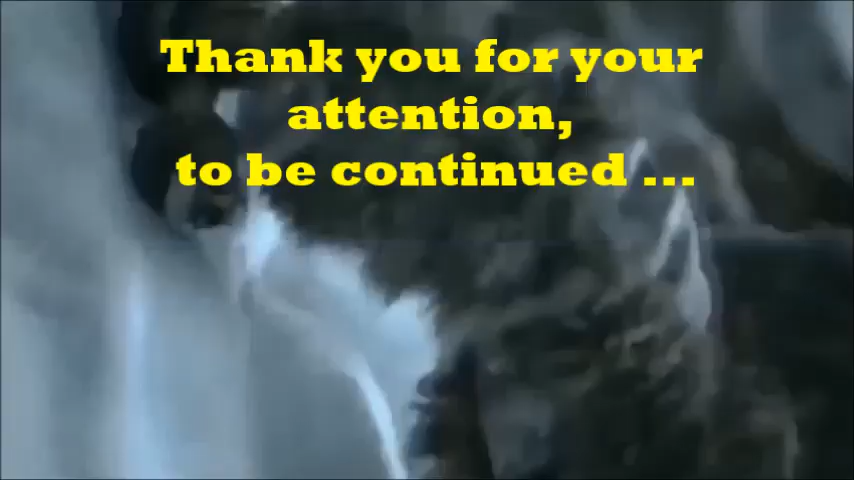 Thank you for your
attention,
to be continued ...